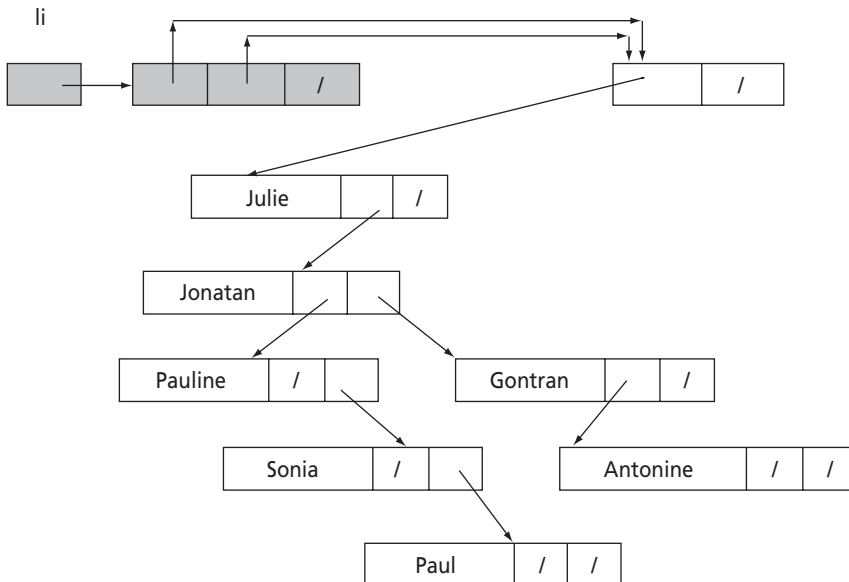 li
/ /
Julie /
Jonatan
Pauline / Gontran /
Sonia / Antonine / /
Paul / /